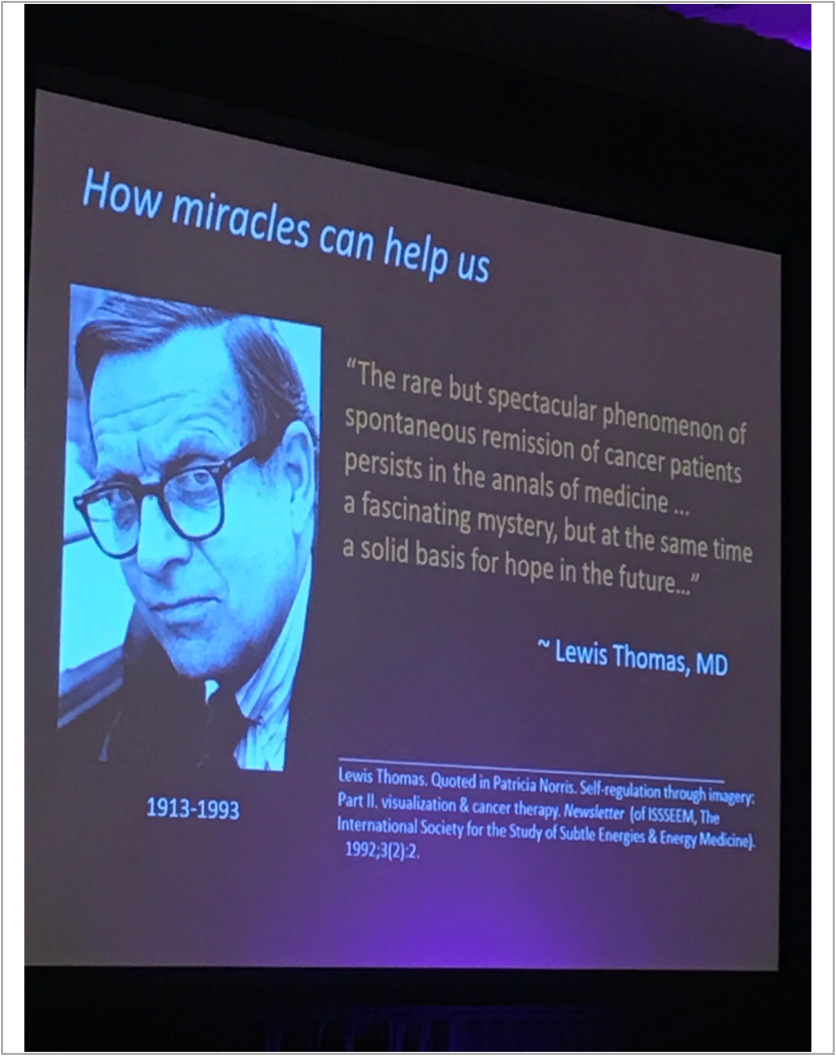 How miracles can help us
“The rare but spectacular phenomenon of
spontaneous remission of cancer patients
persists in the annals of medicine ...
a fascinating mystery, but at the same time
a solid basis for hope in the future...”
~ Lewis Thomas, MD
1913-1993
Lewis Thomas. Quoted in Patricia Norris. Self-regulation through imagery:
Part II. visualization & cancer therapy. Newsletter (of ISSSEEM, The
International Society for the Study of Subtle Energies & Energy Medicine).
1992;3(2):2.